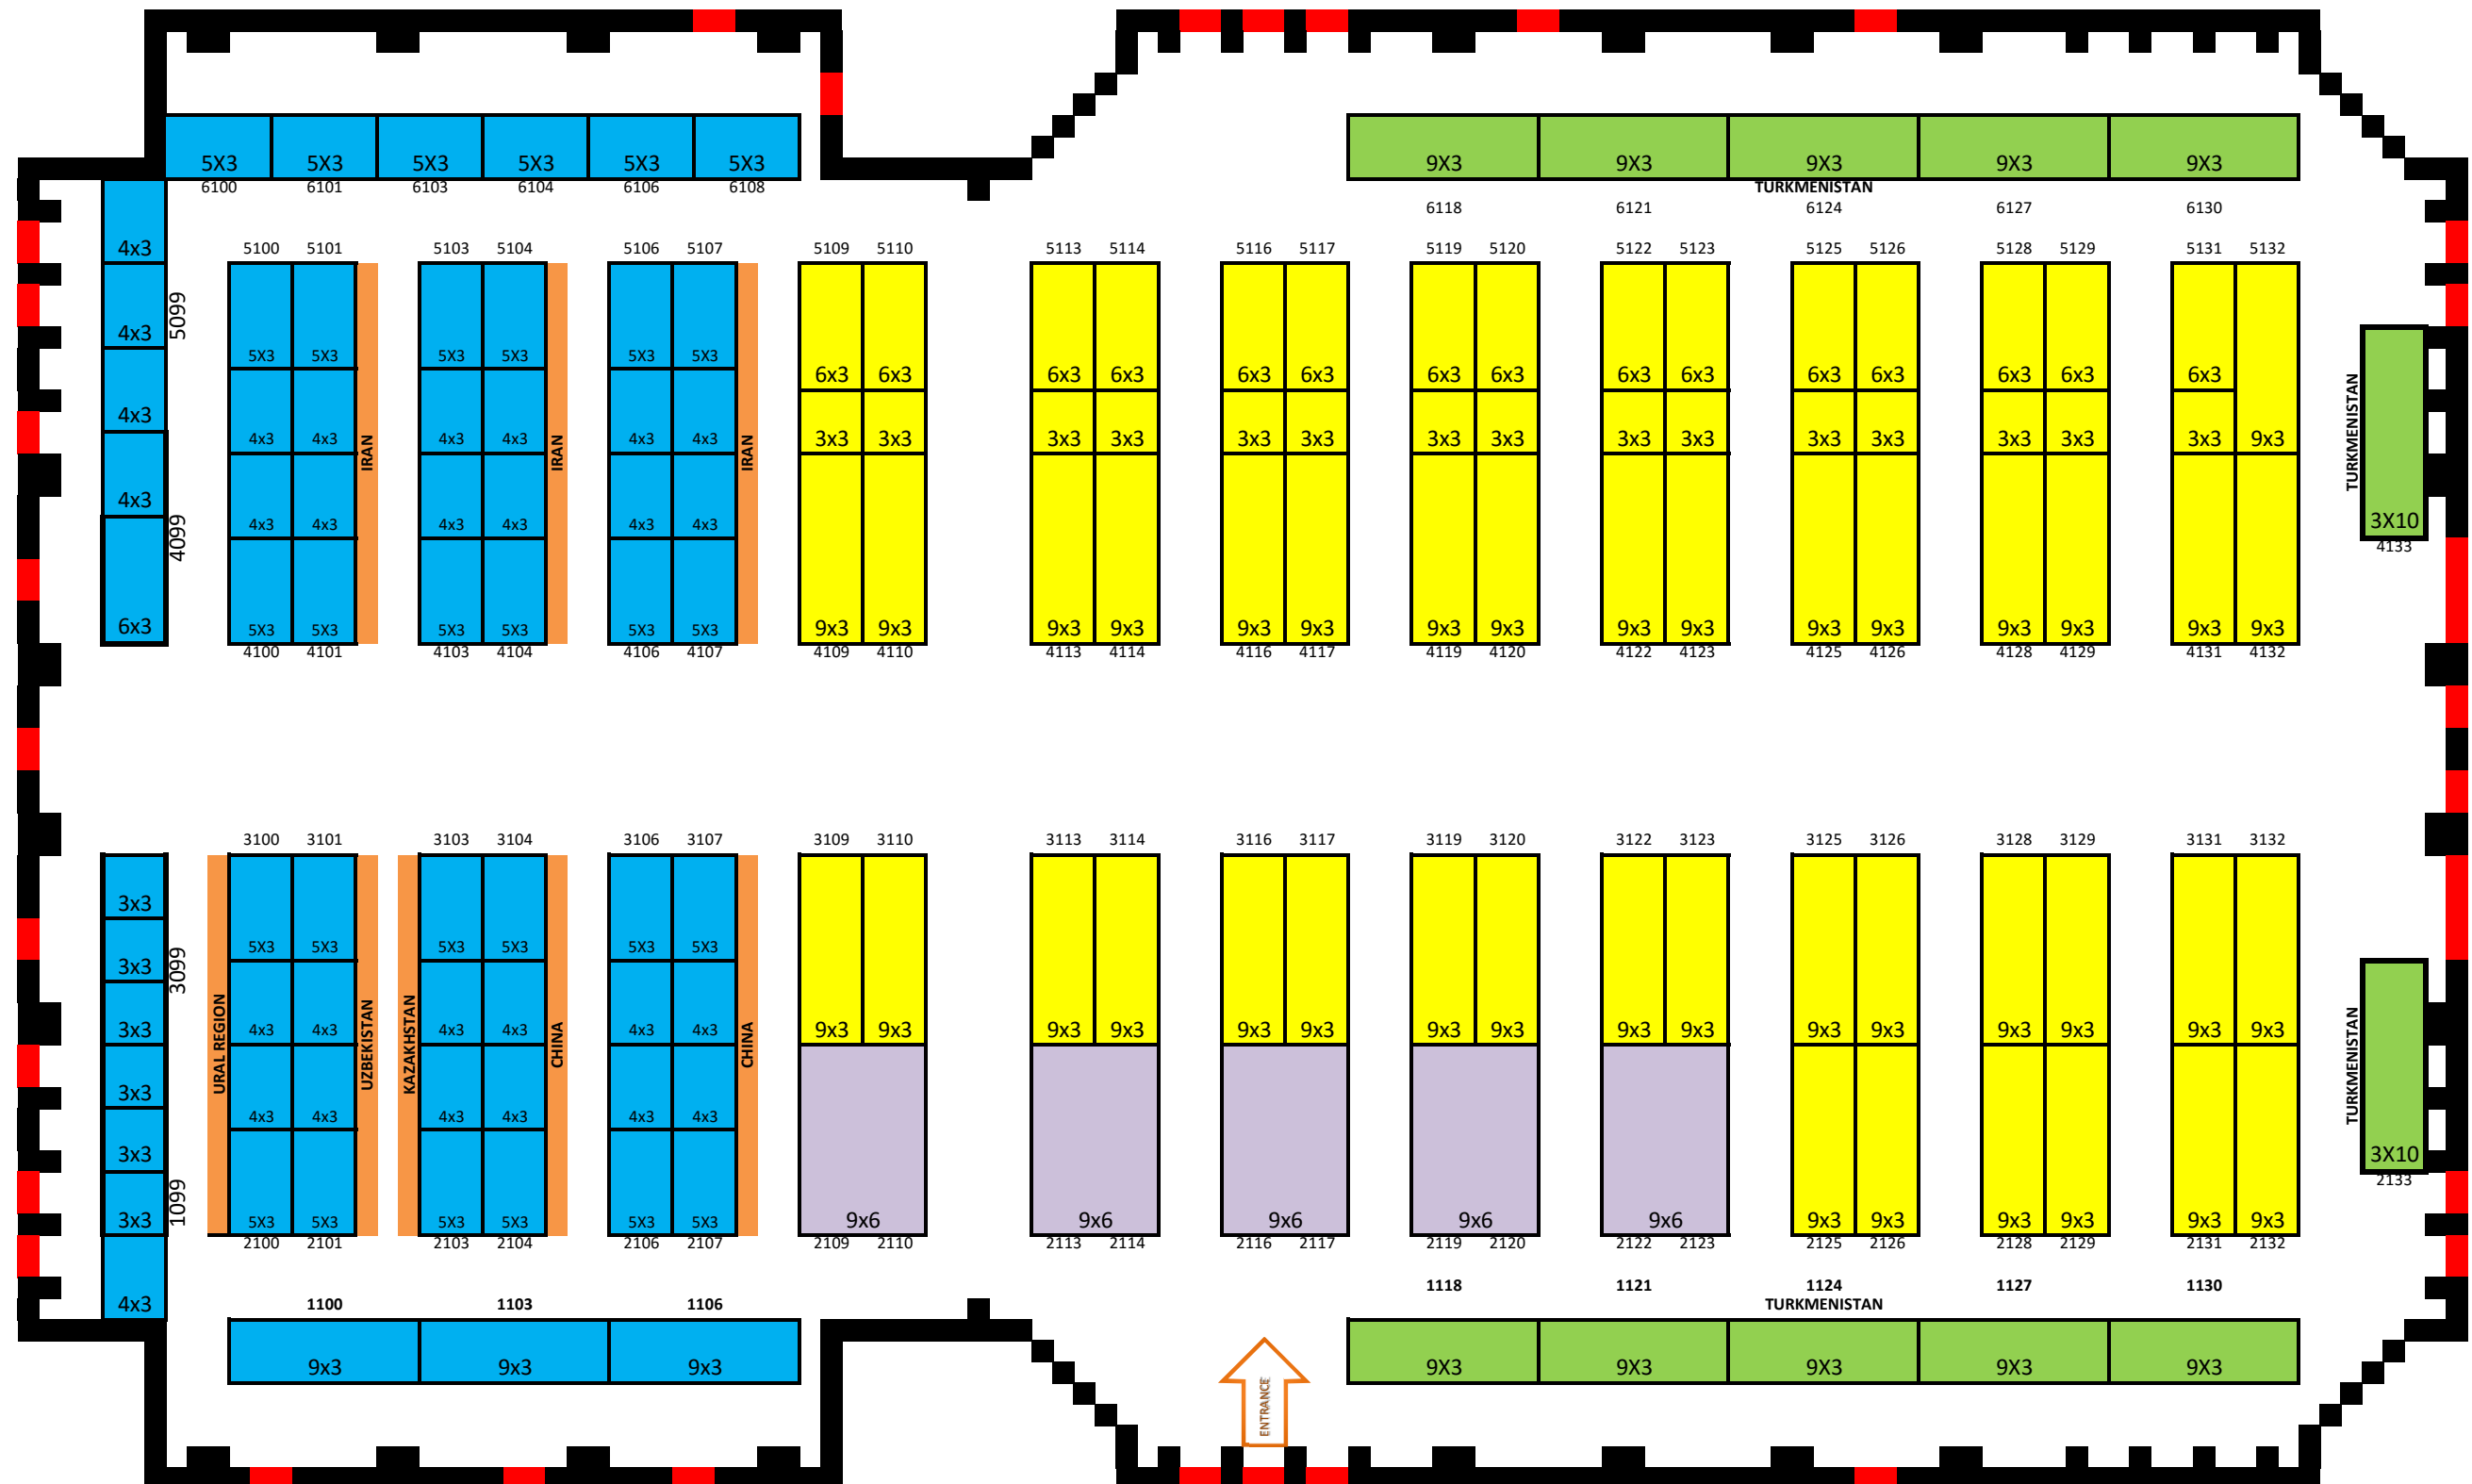 5X3 5X3 5X3 5X3 5X3 5X3 9X3 9X3 9X3 9X3 9X3
6100 6101 6103 6104 6106 6108 TURKMENISTAN
6118 6121 6124 6127 6130
4x3 5100 5101 5103 5104 5106 5107 5109 5110 5113 5114 5116 5117 5119 5120 5122 5123 5125 5126 5128 5129 5131 5132
5099
4x3 5X3 5X3 5X3 5X3 5X3 5X3
6x3 6x3 6x3 6x3 6x3 6x3 6x3 6x3 6x3 6x3 6x3 6x3 6x3 6x3 6x3
4x3 4x3 4x3 4x3 4x3 4x3 4x3 3x3 3x3 3x3 3x3 3x3 3x3 3x3 3x3 3x3 3x3 3x3 3x3 3x3 3x3 3x3 9x3
IRAN IRAN IRAN TURKMENISTAN
4x3 4x3 4x3 4x3 4x3 4x3 4x3 3X10
4099 4133
6x3 5X3 5X3 5X3 5X3 5X3 5X3 9x3 9x3 9x3 9x3 9x3 9x3 9x3 9x3 9x3 9x3 9x3 9x3 9x3 9x3 9x3 9x3
4100 4101 4103 4104 4106 4107 4109 4110 4113 4114 4116 4117 4119 4120 4122 4123 4125 4126 4128 4129 4131 4132
3100 3101 3103 3104 3106 3107 3109 3110 3113 3114 3116 3117 3119 3120 3122 3123 3125 3126 3128 3129 3131 3132
3x3
3x3 3099 5X3 5X3 5X3 5X3 5X3 5X3
3x3 4x3 4x3 4x3 4x3 4x3 4x3 9x3 9x3 9x3 9x3 9x3 9x3 9x3 9x3 9x3 9x3 9x3 9x3 9x3 9x3 9x3 9x3
URAL REGION UZBEKISTAN KAZAKHSTAN CHINA CHINA TURKMENISTAN
3x3 4x3 4x3 4x3 4x3 4x3 4x3
3x3 3X10
2133
3x3 1099 5X3 5X3 5X3 5X3 5X3 5X3 9x6 9x6 9x6 9x6 9x6 9x3 9x3 9x3 9x3 9x3 9x3
2100 2101 2103 2104 2106 2107 2109 2110 2113 2114 2116 2117 2119 2120 2122 2123 2125 2126 2128 2129 2131 2132
1118 1121 1124 1127 1130
4x3 1100 1103 1106 TURKMENISTAN
9x3 9x3 9x3 9X3 9X3 9X3 9X3 9X3
ENTRANCE